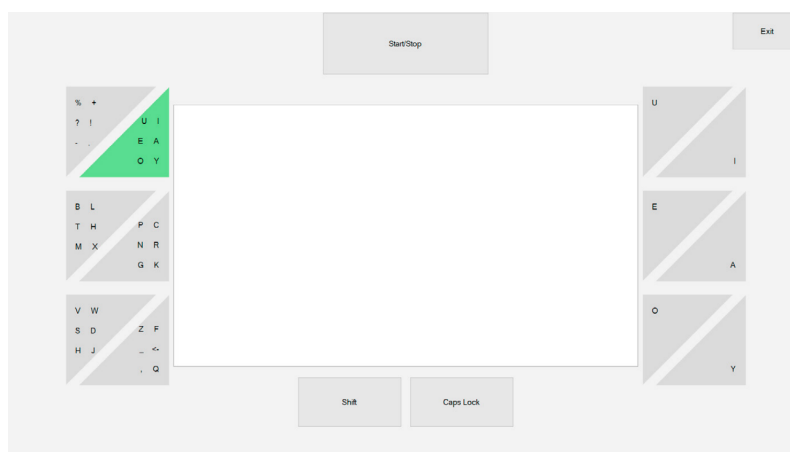 Start/Stop
Exit
% +
? !
- .
U I
E A
O Y
B L
T H
M X
P C
N R
G K
V W
S D
H J
Z F
_ <-
, Q
U
I
E
A
O
Y
Shift
Caps Lock